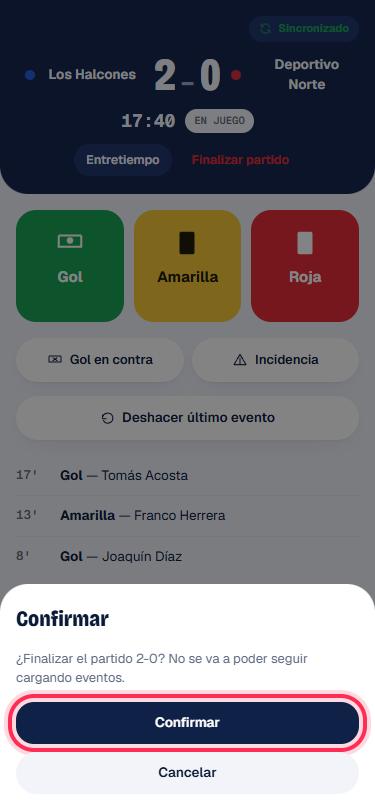 Sincronizado
Los Halcones 2-0 Deportivo Norte
17:40 EN JUEGO
Entretiempo Finalizar partido
Gol Amarilla Roja
Gol en contra Incidencia
Deshacer último evento
17' Gol — Tomás Acosta
13' Amarilla — Franco Herrera
8' Gol — Joaquín Díaz
Confirmar
¿Finalizar el partido 2-0? No se va a poder seguir
cargando eventos.
Confirmar
Cancelar